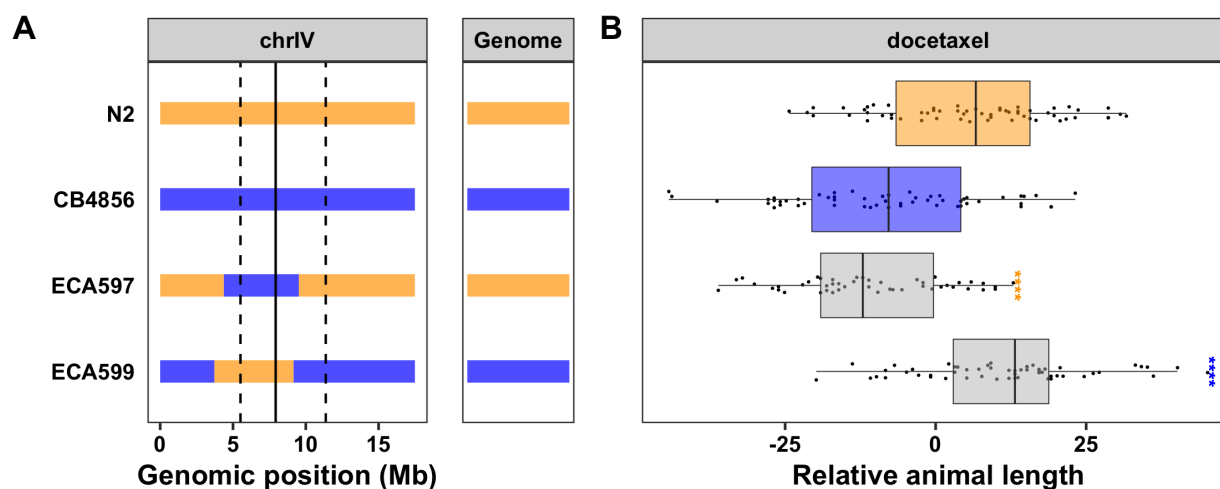 A
chrIV
Genome
B
docetaxel
N2
CB4856
ECA597
****
ECA599
****
0
5
10
15
-25
0
25
Genomic position (Mb)
Relative animal length